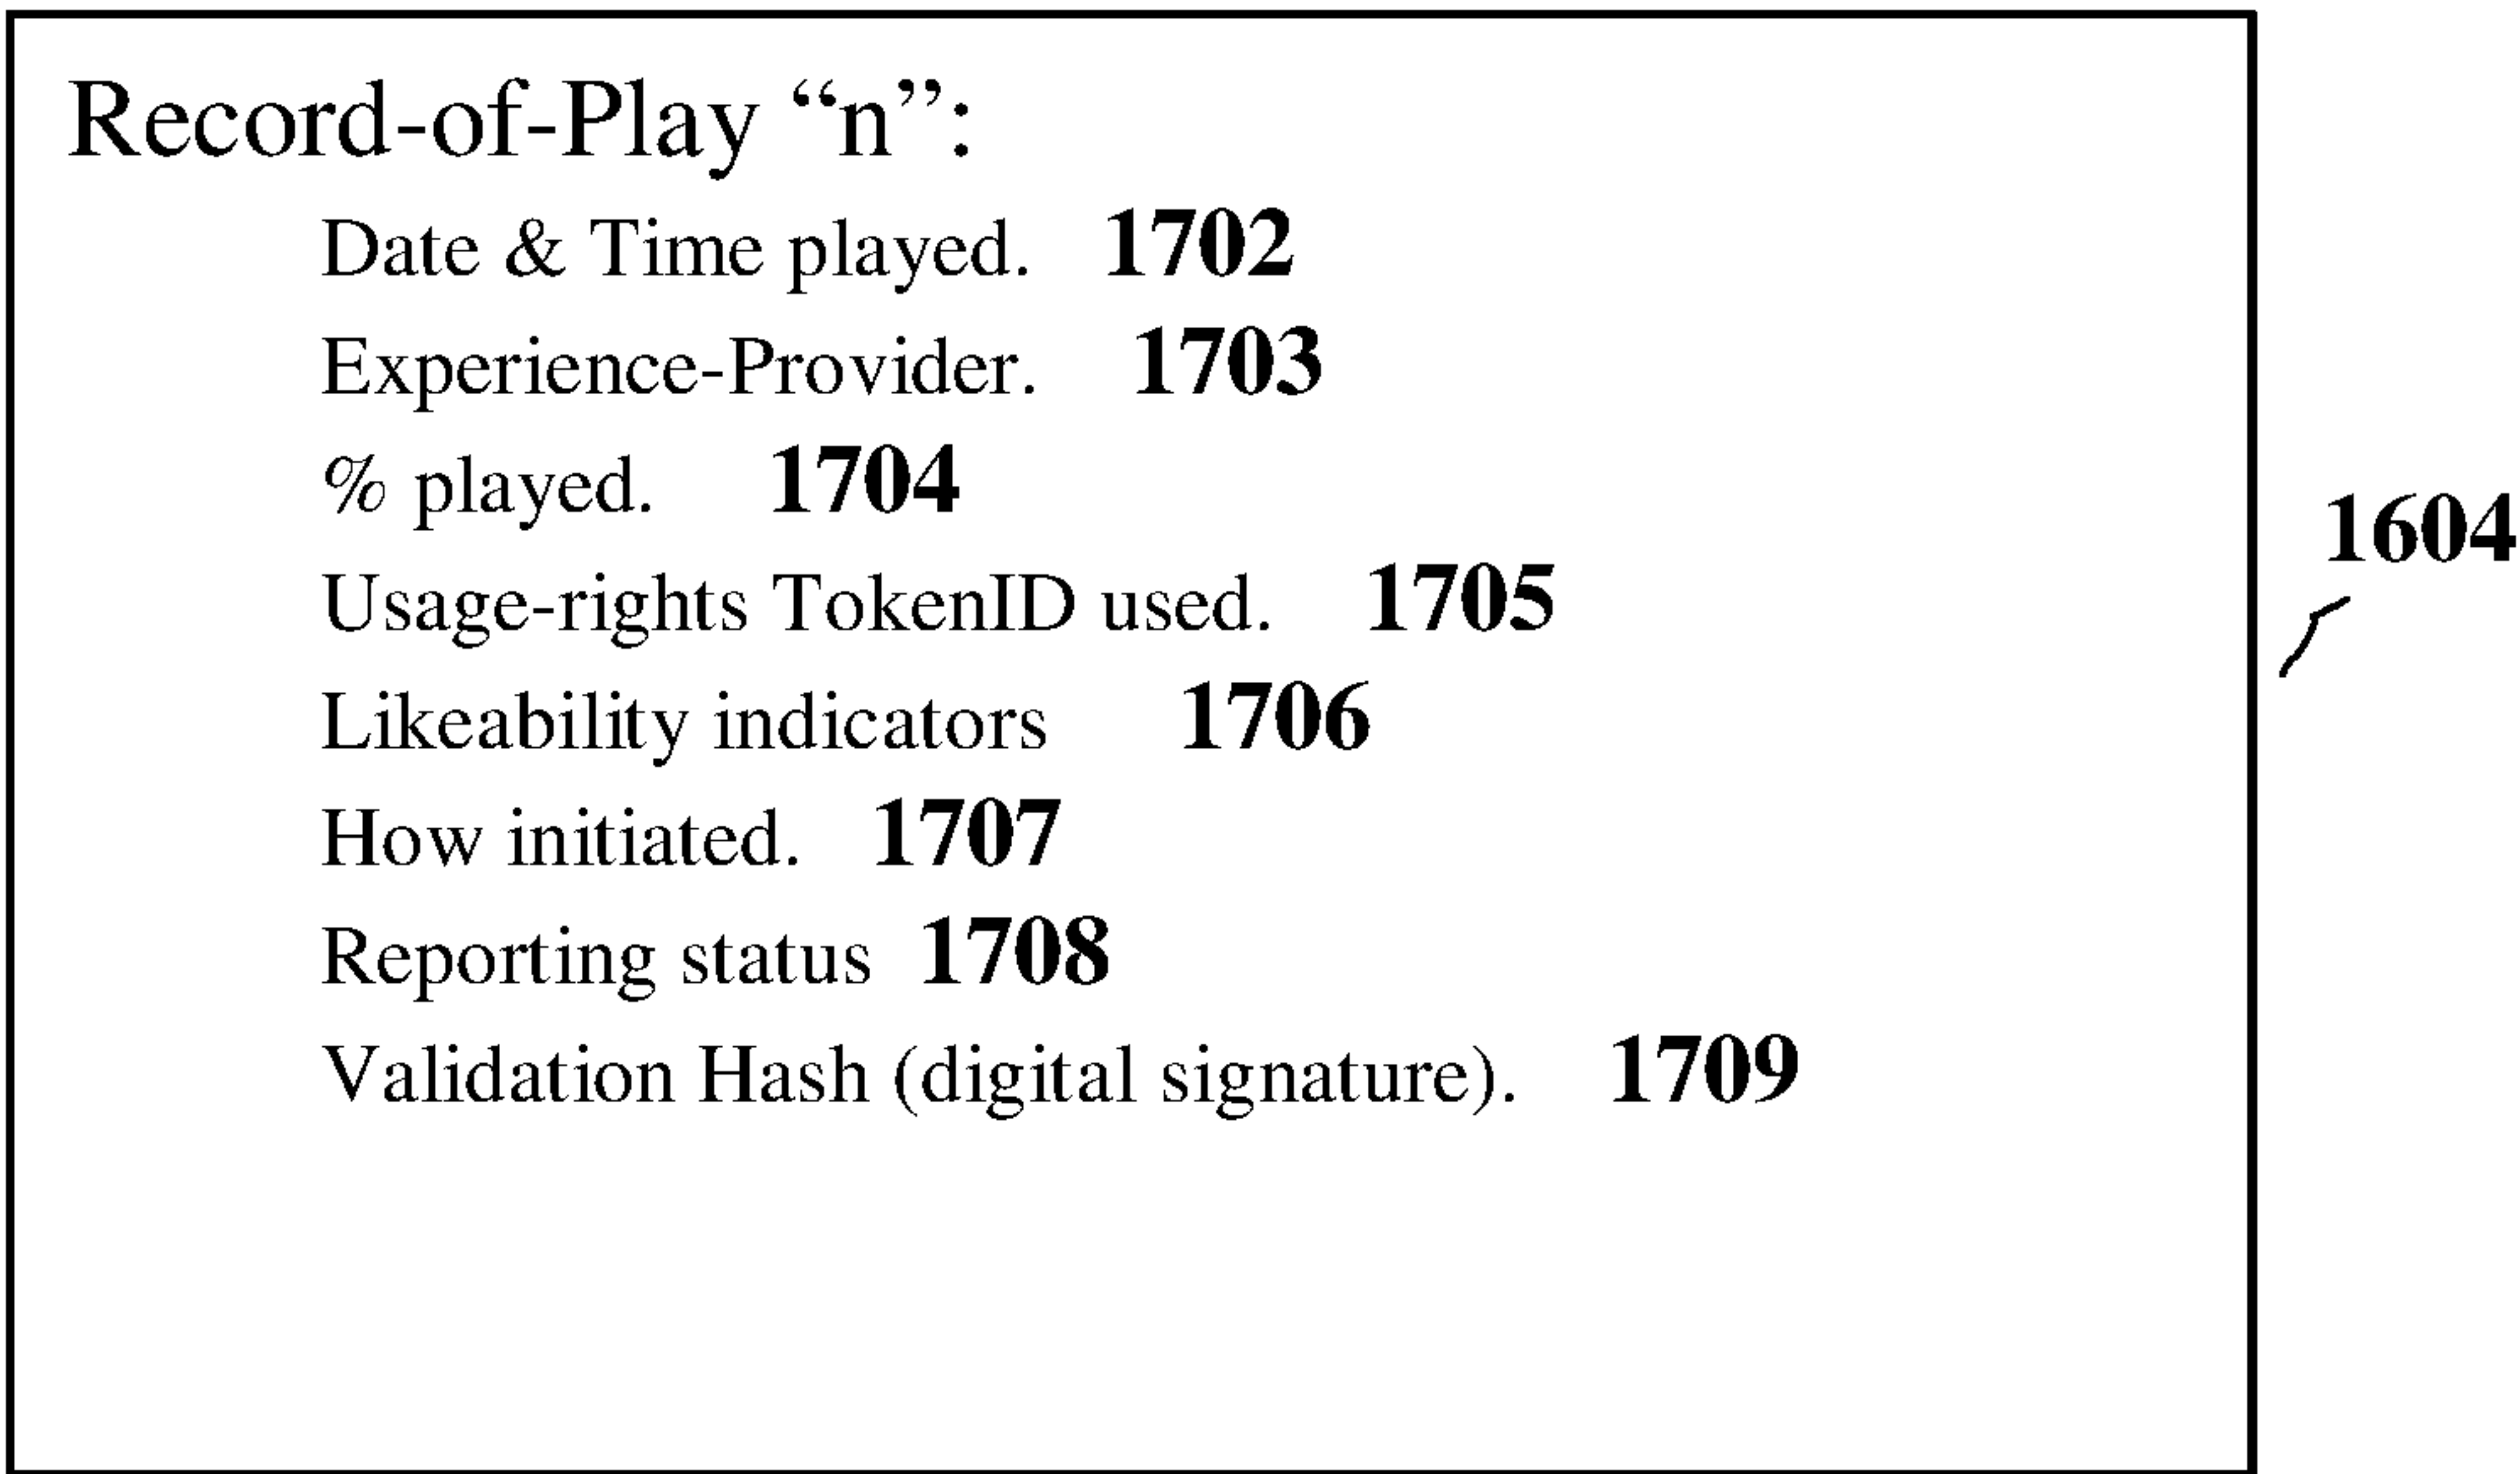 Record-of-Play “n”:
Date & Time played. 1702
Experience-Provider. 1703
% played. 1704
1604
Usage-rights TokenID used. 1705
Likeability indicators 1706
How initiated. 1707
Reporting status 1708
Validation Hash (digital signature). 1709